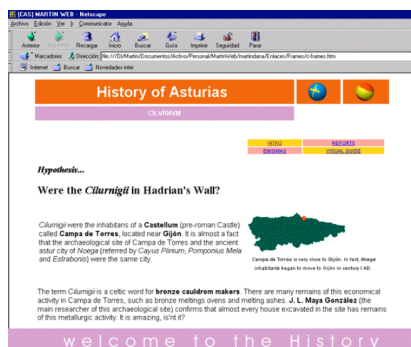 [CAS] MARTIN WEB - Netscape
Archivo Edición Ver Ir Communicator Ayuda
Anterior Siguiente Recargar Inicio Buscar Guía Imprimir Seguridad Parar
Marcadores Dirección: file:///D|/Martin/Documentos/Activo/Personal/MartinWeb/martindana/Enlaces/Frames/c-frames.htm
Internet Buscar Novedades inter
History of Asturias
CILVRNIVM
INTRO REPORTS
ENIGMAS VISUAL GUIDE
Hypothesis...
Were the Cilurnigii in Hadrian's Wall?
Cilurnigii were the inhabitans of a Castellum (pre-roman Castle)
called Campa de Torres, located near Gijón. It is almost a fact
that the archaeological site of Campa de Torres and the ancient
astur city of Noega (referred by Cayus Plinium, Pomponius Mela
and Estrabonis) were the same city.
Campa de Torres is very close to Gijón. In fact, Noega
inhabitants began to move to Gijón in century I AD.
The term Cilurnigii is a celtic word for bronze cauldrom makers. There are many remains of this economical
activity in Campa de Torres, such as bronze meltings ovens and melting ashes. J. L. Maya González (the
main researcher of this archaeological site) confirms that almost every house excavated in the site has remains
of this metallurgic activity. It is amazing, isn't it?
welcome to the History